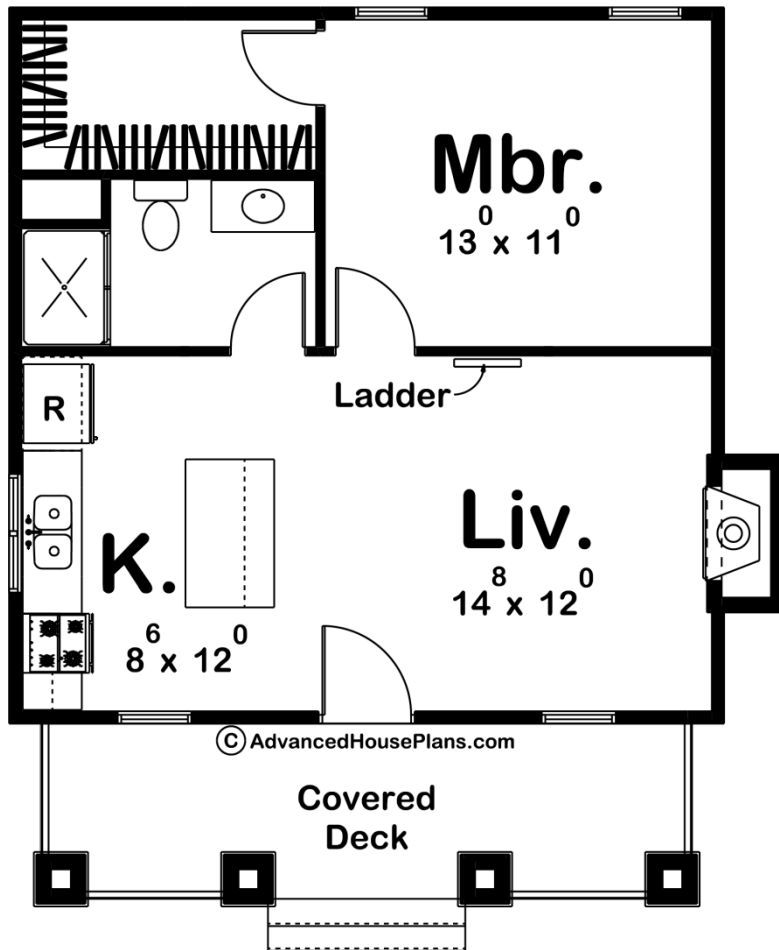 Mbr.
13⁰ x 11⁰
Ladder
R
K.
8⁶ x 12⁰
Liv.
14⁸ x 12⁰
© AdvancedHousePlans.com
Covered
Deck